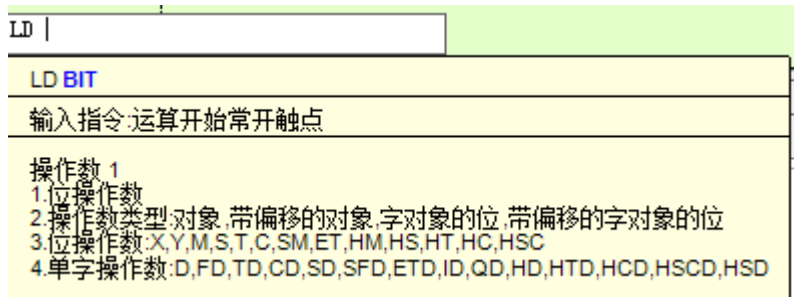 LD
LD BIT
输入指令:运算开始常开触点
操作数 1
1.位操作数
2.操作数类型:对象,带偏移的对象,字对象的位,带偏移的字对象的位
3.位操作数:X,Y,M,S,T,C,SM,ET,HM,HS,HT,HC,HSC
4.单字操作数:D,FD,TD,CD,SD,SFD,ETD,ID,QD,HD,HTD,HCD,HSCD,HSD